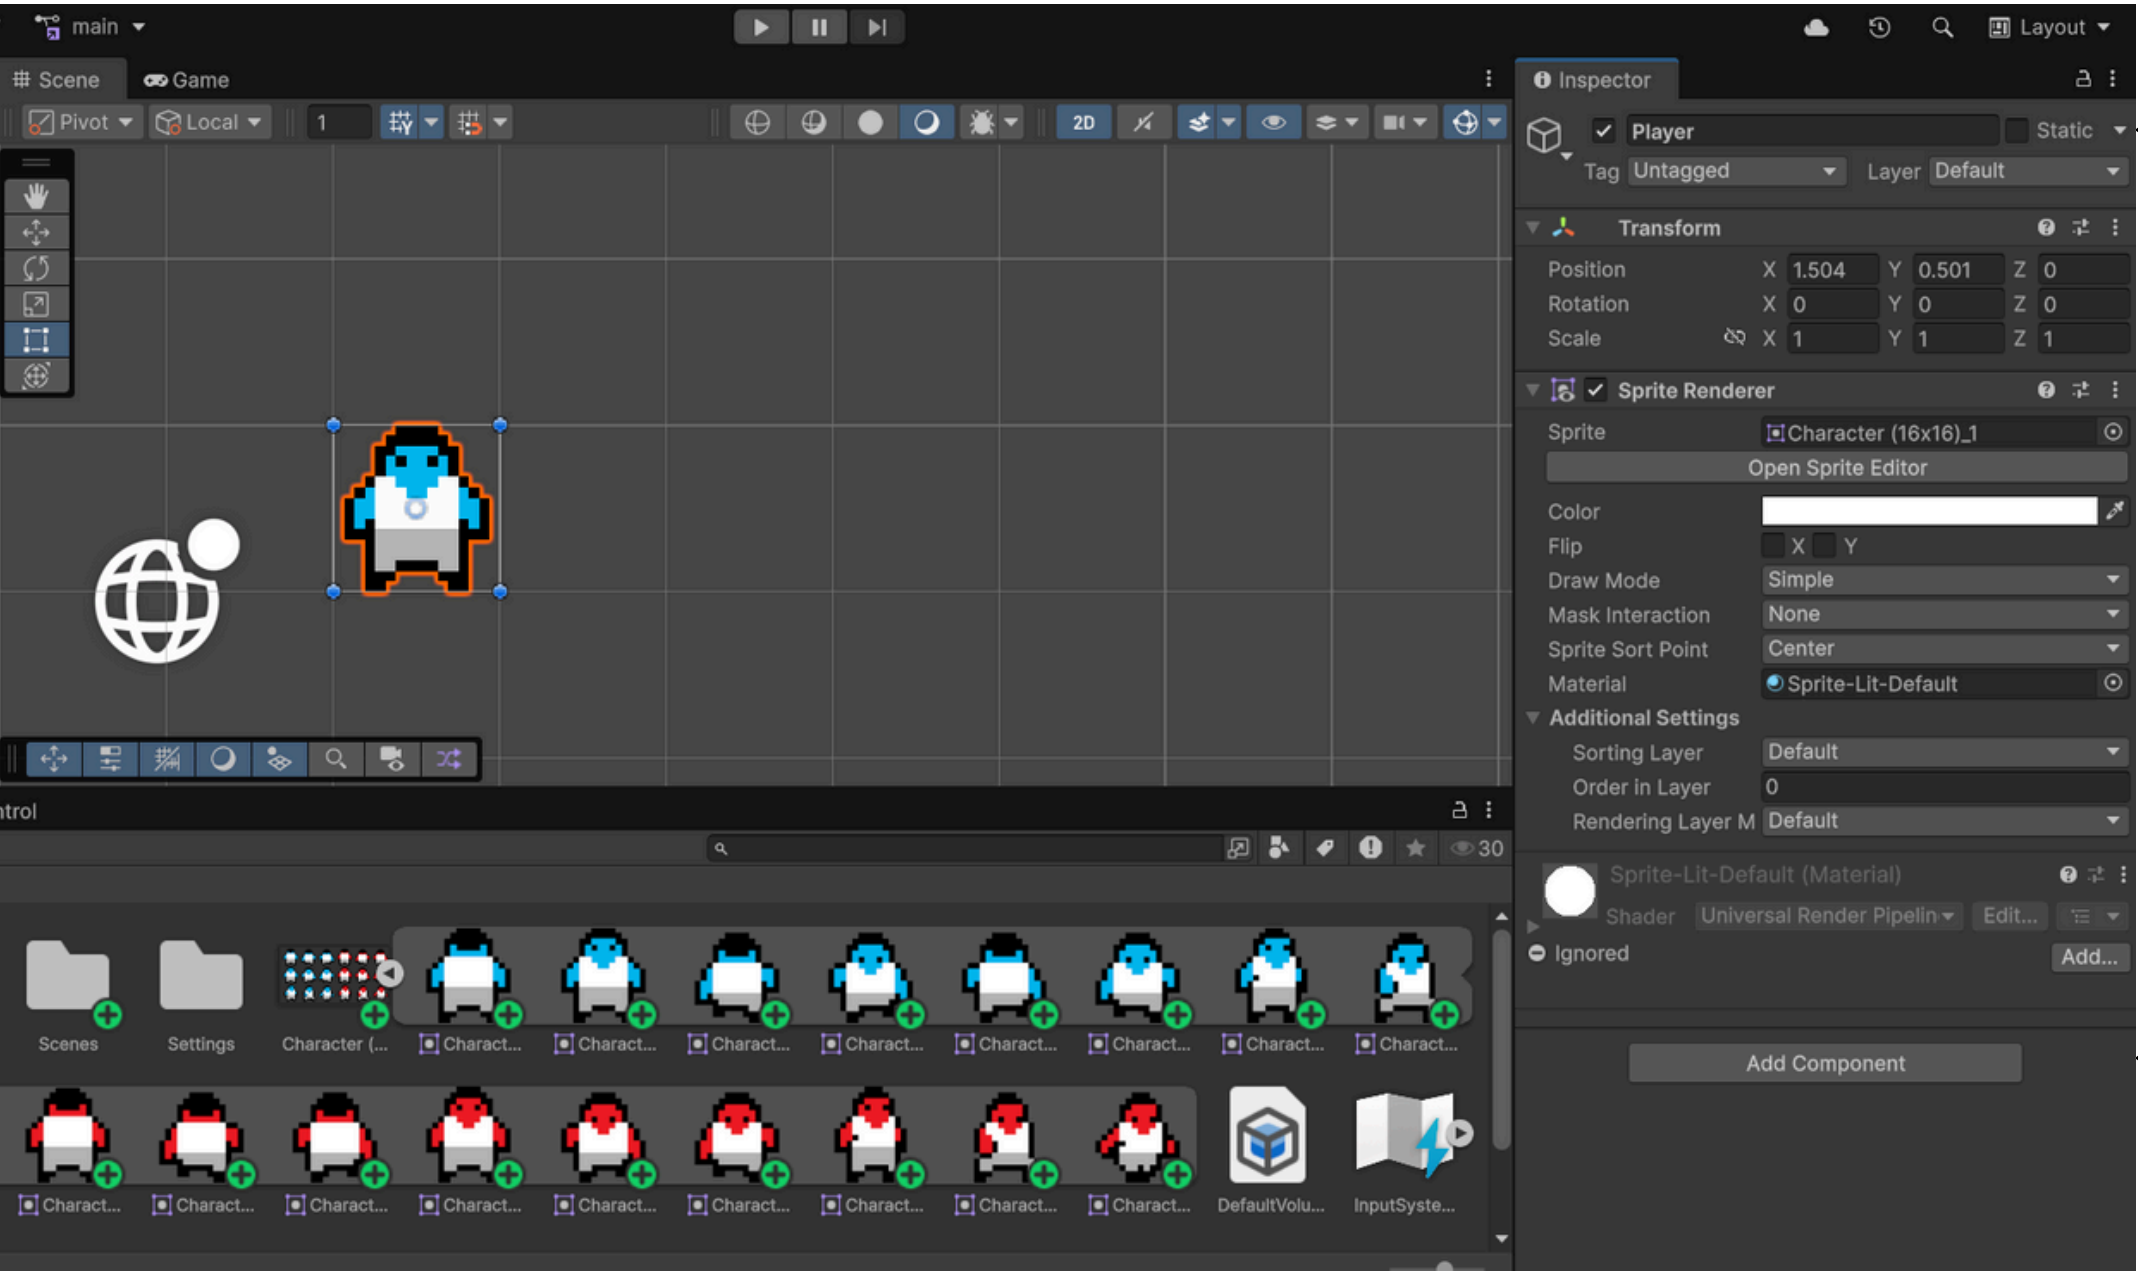 main
Layout
Scene
Game
Inspector
Pivot
Local
1
2D
Player
Static
Tag
Untagged
Layer
Default
Transform
Position X 1.504 Y 0.501 Z 0
Rotation X 0 Y 0 Z 0
Scale X 1 Y 1 Z 1
Sprite Renderer
Sprite Character (16x16)_1
Open Sprite Editor
Color
Flip X Y
Draw Mode Simple
Mask Interaction None
Sprite Sort Point Center
Material Sprite-Lit-Default
Additional Settings
Sorting Layer Default
Order in Layer 0
Rendering Layer M Default
Sprite-Lit-Default (Material)
Shader Universal Render Pipelin Edit...
Ignored
Add...
Add Component
ntrol
30
Scenes Settings Character (... Charact... Charact... Charact... Charact... Charact... Charact... Charact... Charact...
Charact... Charact... Charact... Charact... Charact... Charact... Charact... Charact... Charact... DefaultVolu... InputSyste...